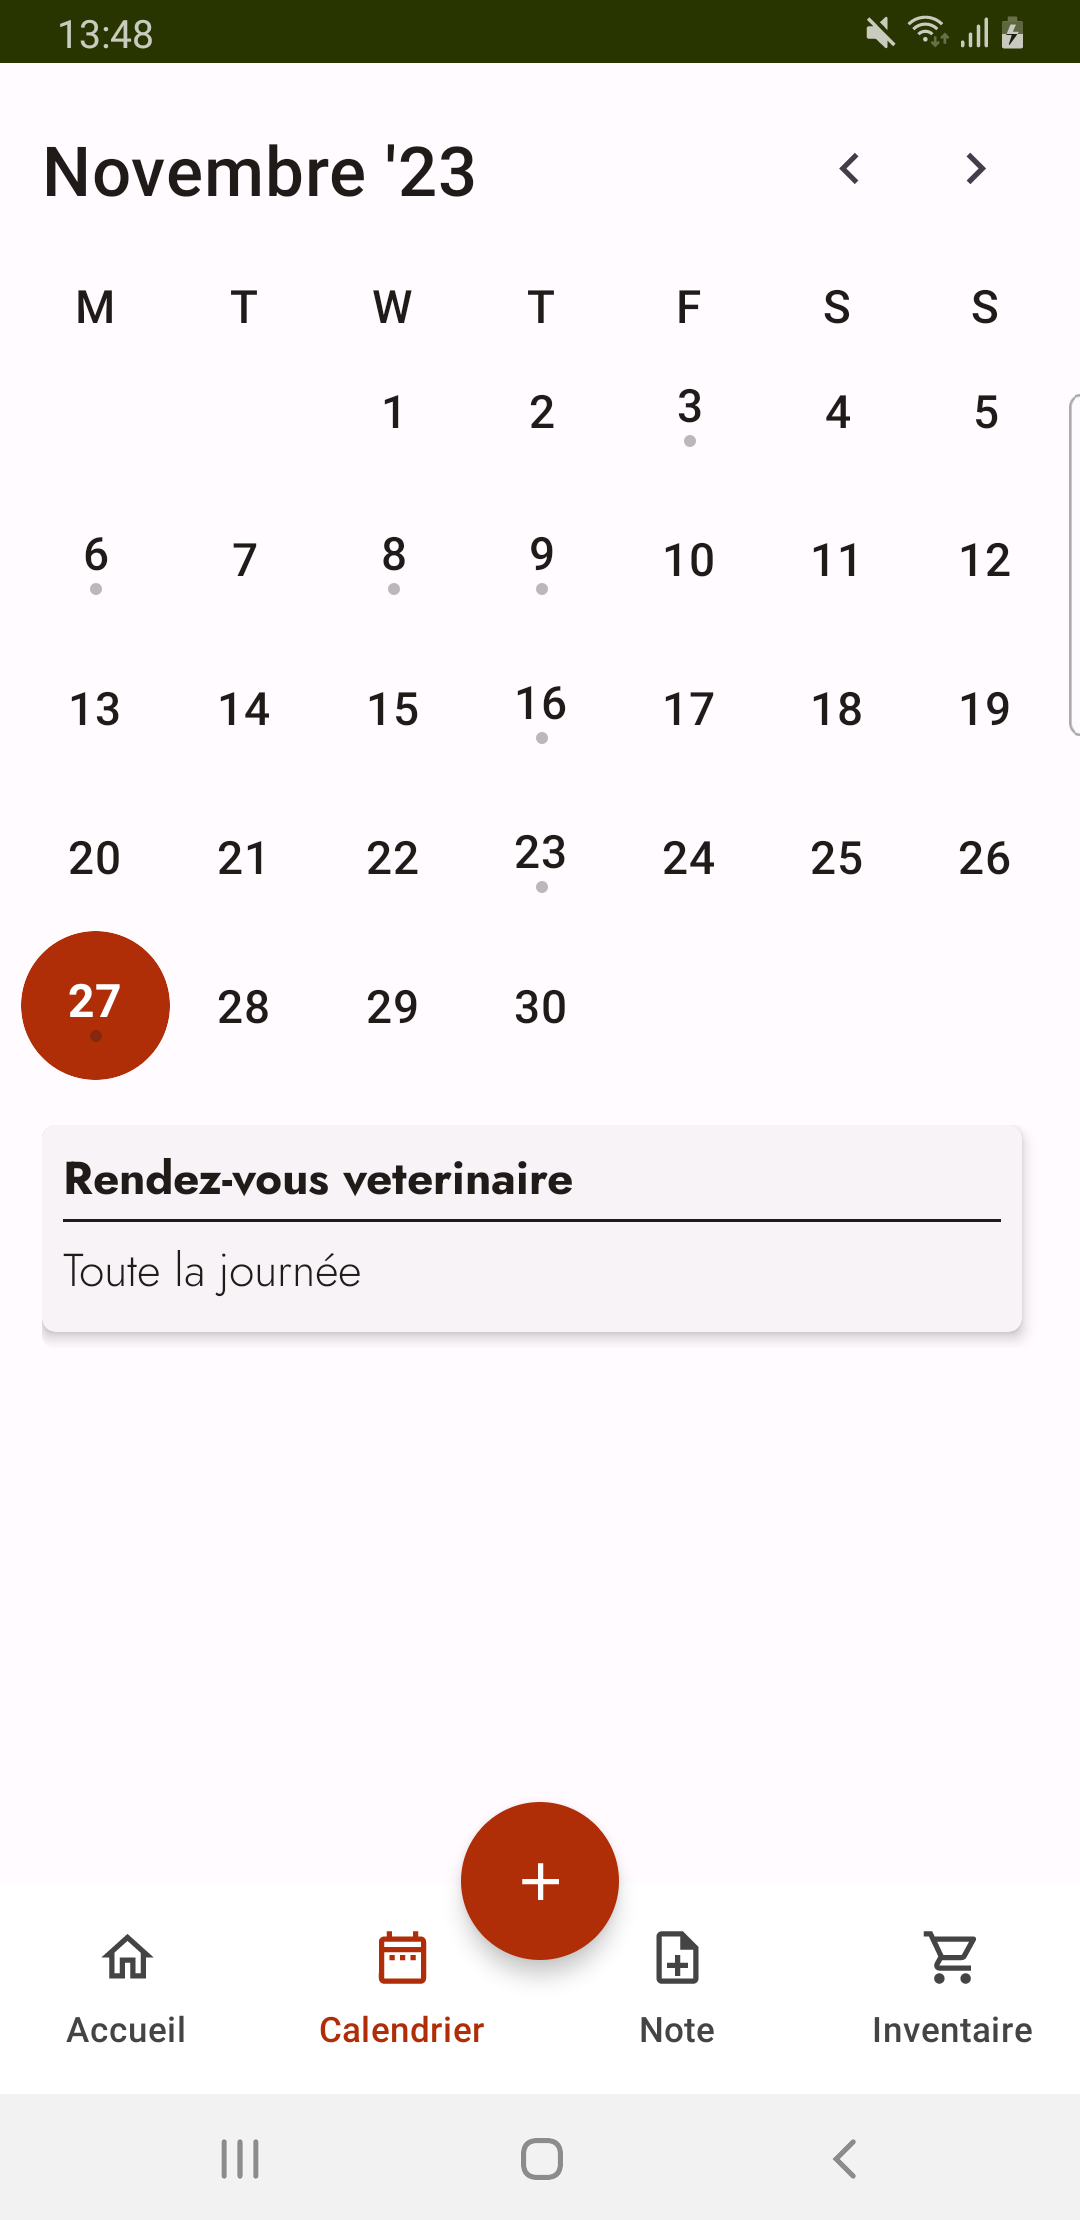 13:48
Novembre '23
M T W T F S S
1 2 3 4 5
6 7 8 9 10 11 12
13 14 15 16 17 18 19
20 21 22 23 24 25 26
27 28 29 30
Rendez-vous veterinaire
Toute la journée
Accueil Calendrier Note Inventaire